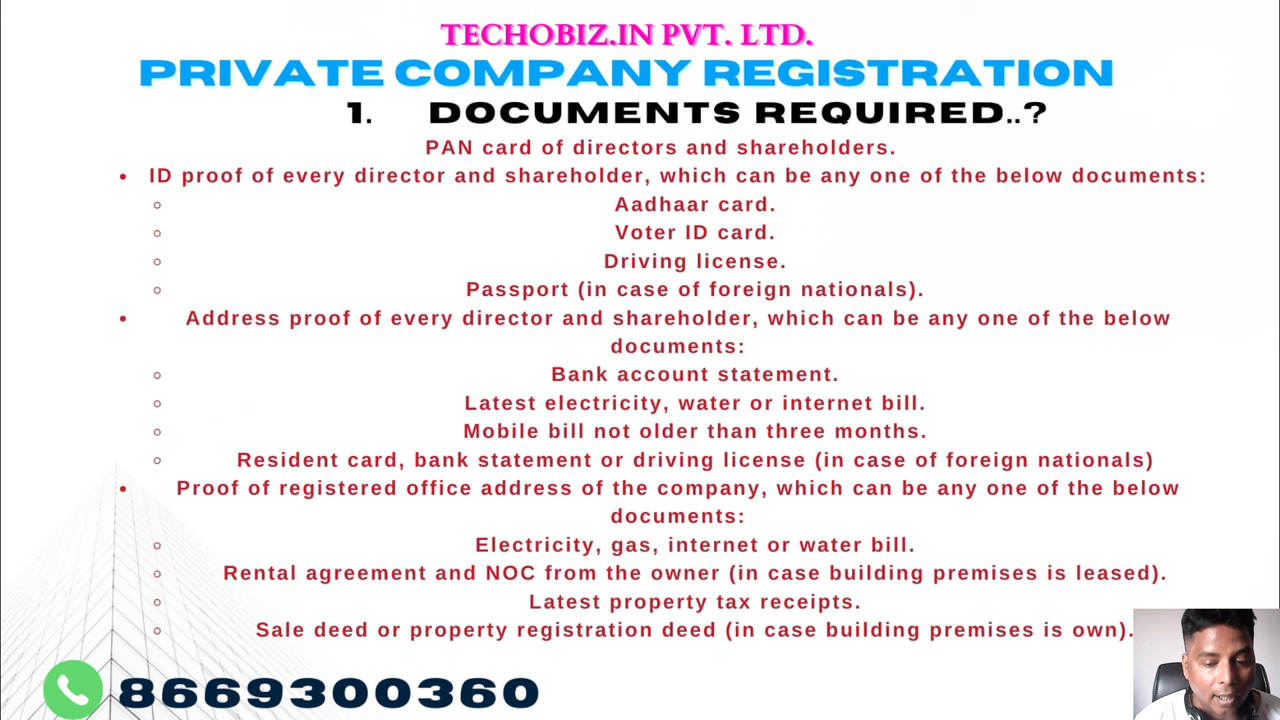 TECHOBIZ.IN PVT. LTD.
PRIVATE COMPANY REGISTRATION
1. DOCUMENTS REQUIRED..?
PAN card of directors and shareholders.
• ID proof of every director and shareholder, which can be any one of the below documents:
○ Aadhaar card.
○ Voter ID card.
○ Driving license.
○ Passport (in case of foreign nationals).
• Address proof of every director and shareholder, which can be any one of the below
documents:
○ Bank account statement.
○ Latest electricity, water or internet bill.
○ Mobile bill not older than three months.
○ Resident card, bank statement or driving license (in case of foreign nationals)
• Proof of registered office address of the company, which can be any one of the below
documents:
○ Electricity, gas, internet or water bill.
○ Rental agreement and NOC from the owner (in case building premises is leased).
○ Latest property tax receipts.
○ Sale deed or property registration deed (in case building premises is own).
8669300360